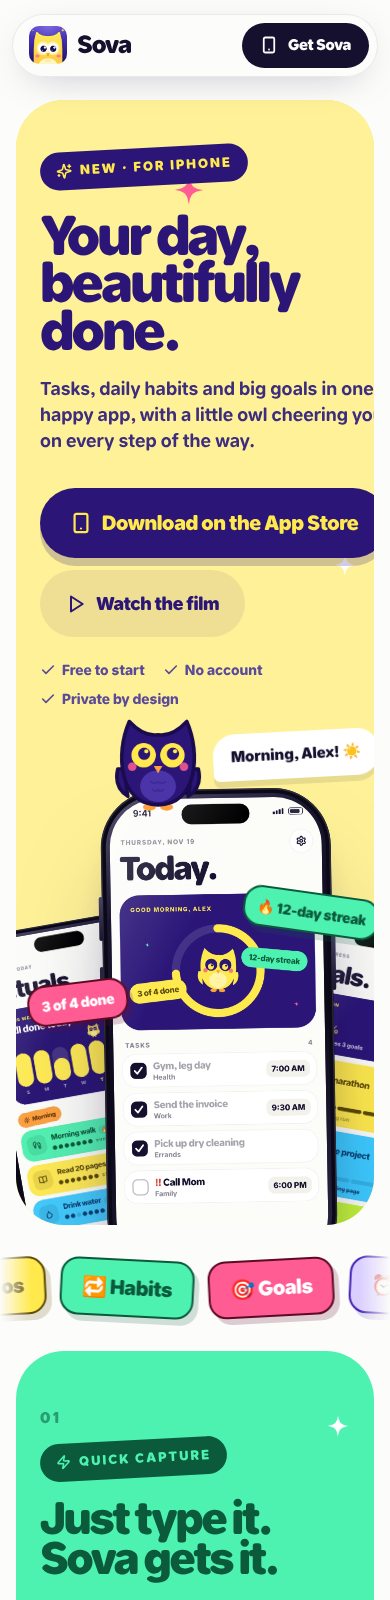 Sova
Get Sova
NEW · FOR IPHONE
Your day,
beautifully
done.
Tasks, daily habits and big goals in one
happy app, with a little owl cheering
on every step of the way.
Download on the App Store
Watch the film
Free to start
No account
Private by design
Morning, Alex! ☀️
9:41
THURSDAY, NOV 19
Today.
GOOD MORNING, ALEX
🔥 12-day streak
12-day streak
3 of 4 done
3 of 4 done
TASKS
4
Gym, leg day
Health
7:00 AM
Send the invoice
Work
9:30 AM
Pick up dry cleaning
Errands
!! Call Mom
Family
6:00 PM
S M T W T
Morning
Morning walk
Read 20 pages
Drink water
🔁 Habits
🎯 Goals
01
QUICK CAPTURE
Just type it.
Sova gets it.